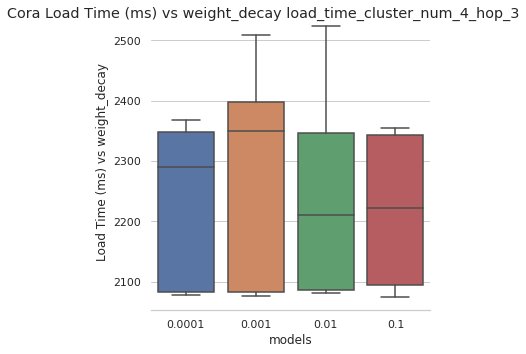 Cora Load Time (ms) vs weight_decay load_time_cluster_num_4_hop_3
2500
2400
2300
2200
2100
Load Time (ms) vs weight_decay
0.0001 0.001 0.01 0.1
models